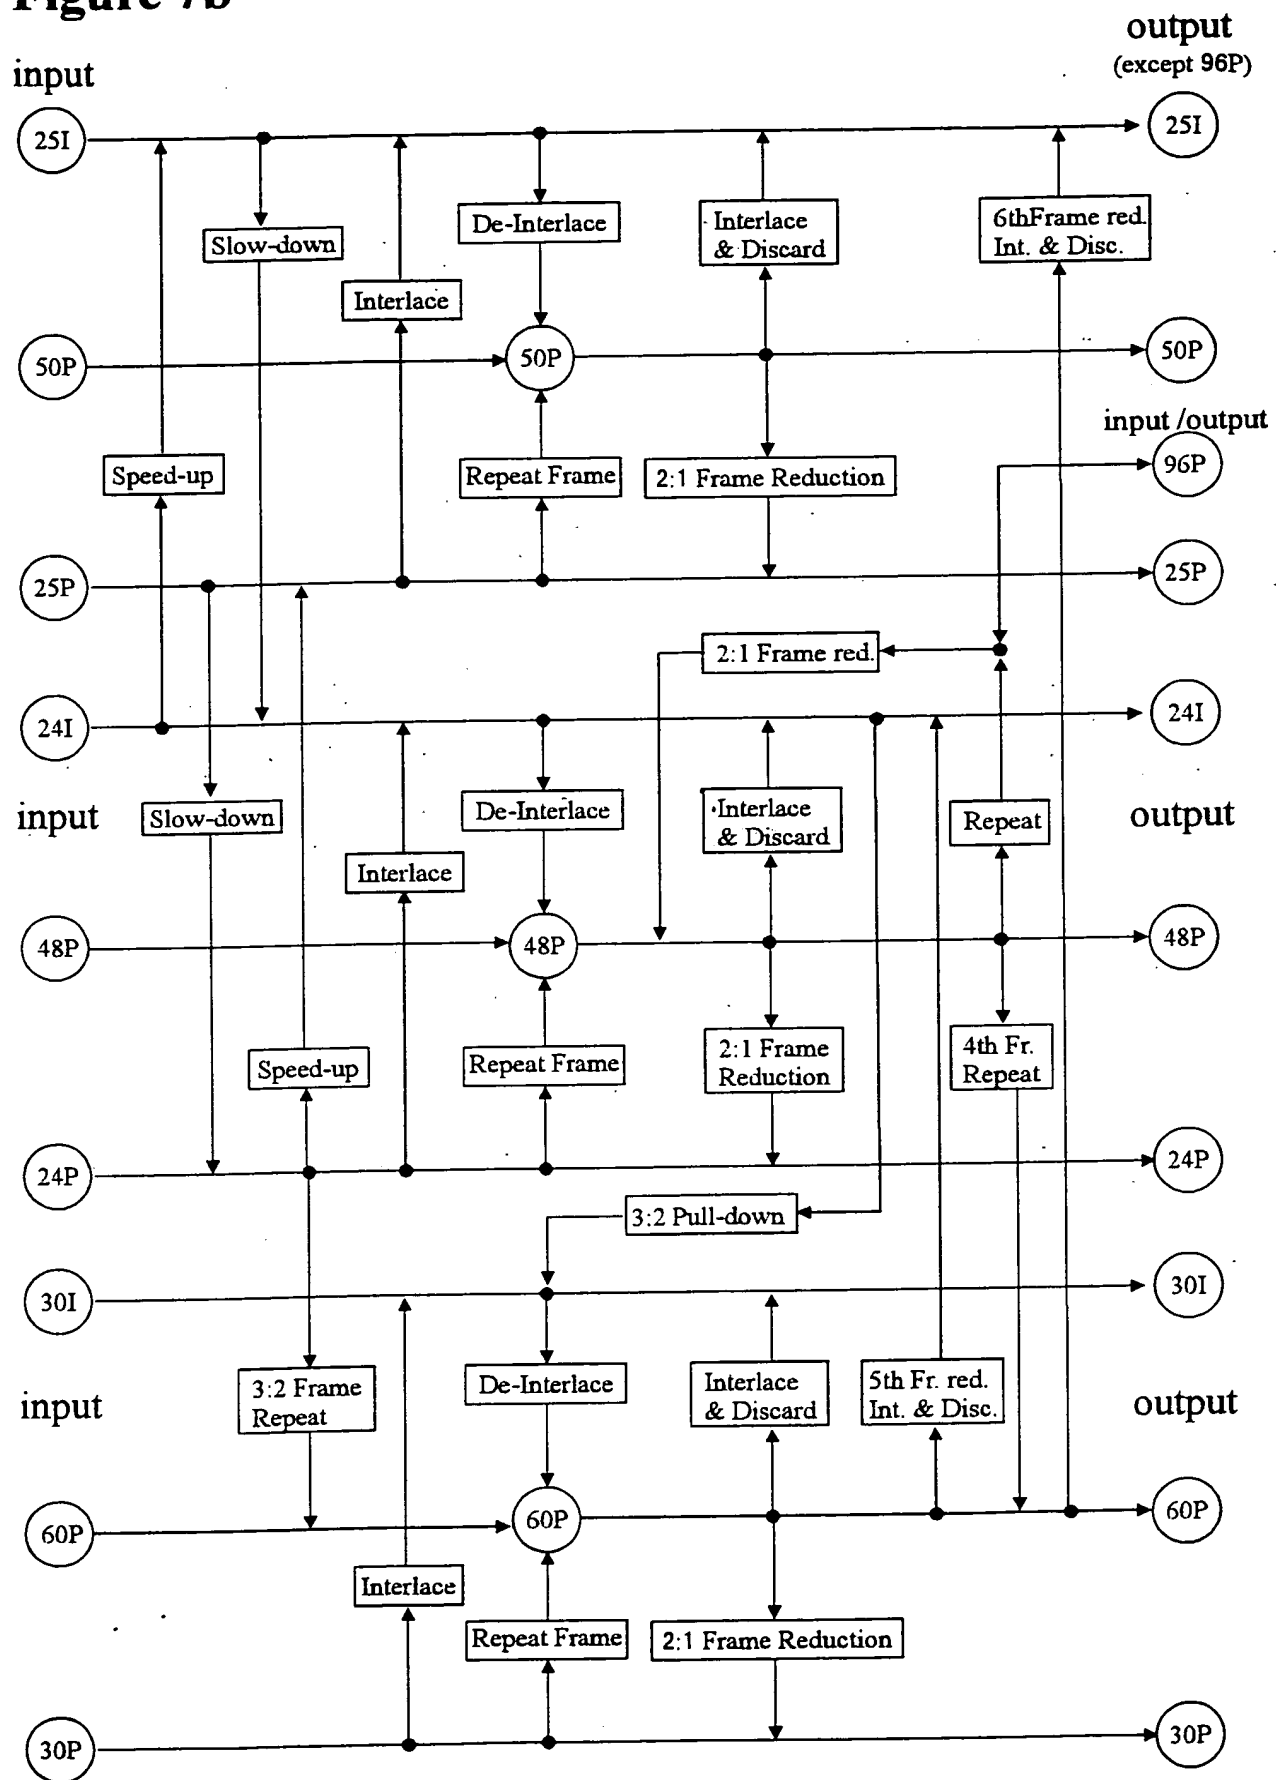 Figure 7b
output
(except 96P)
input
25I
25I
De-Interlace
Interlace
& Discard
6thFrame red.
Int. & Disc.
Slow-down
Interlace
50P
50P
50P
input /output
96P
Speed-up
Repeat Frame
2:1 Frame Reduction
25P
25P
2:1 Frame red.
24I
24I
input
Slow-down
De-Interlace
Interlace
& Discard
Repeat
output
Interlace
48P
48P
48P
Speed-up
Repeat Frame
2:1 Frame
Reduction
4th Fr.
Repeat
24P
24P
3:2 Pull-down
30I
30I
input
3:2 Frame
Repeat
De-Interlace
Interlace
& Discard
5th Fr. red.
Int. & Disc.
output
60P
60P
60P
Interlace
Repeat Frame
2:1 Frame Reduction
30P
30P